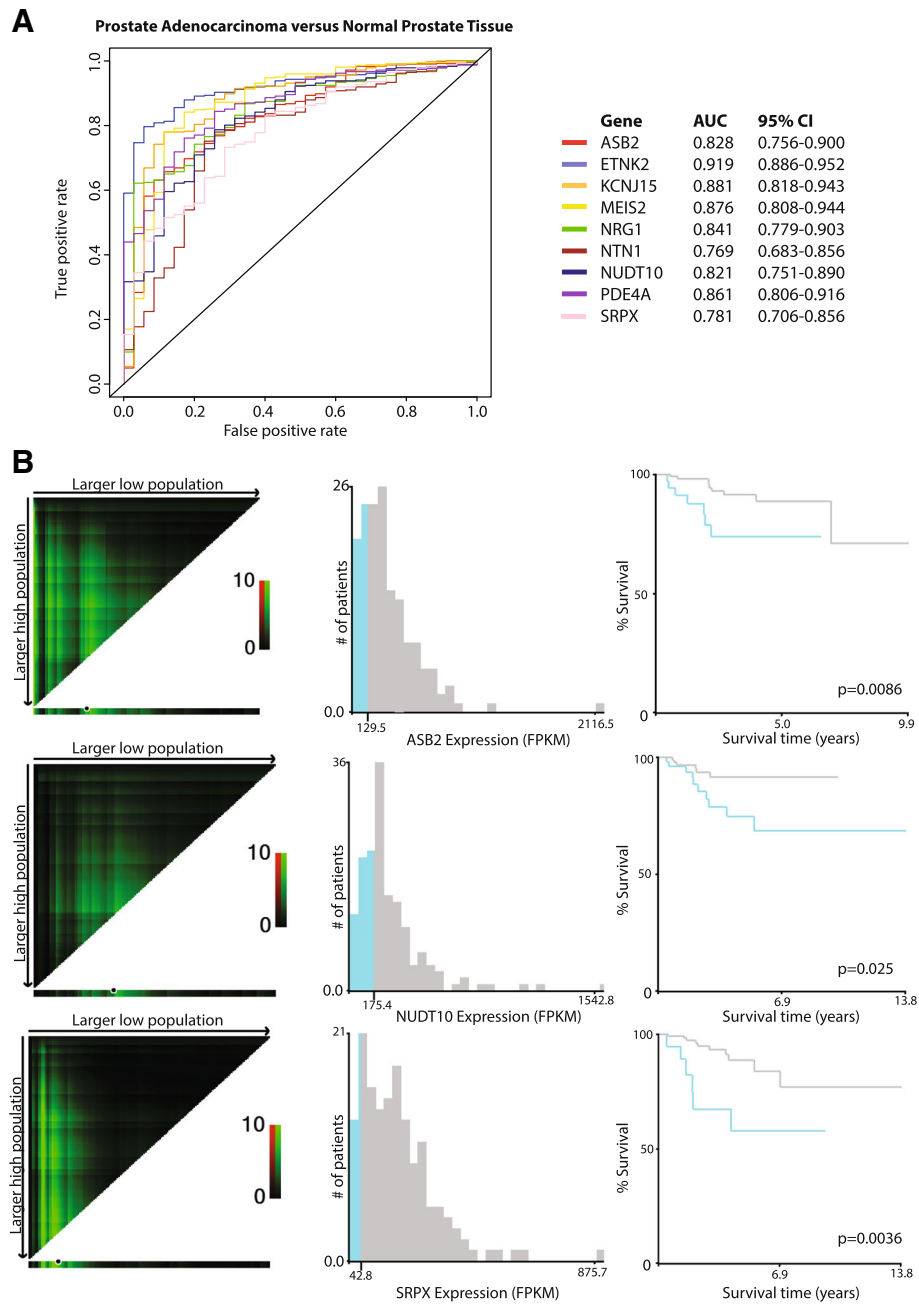 A
Prostate Adenocarcinoma versus Normal Prostate Tissue
True positive rate
0.0
0.2
0.4
0.6
0.8
1.0
0.0 0.2 0.4 0.6 0.8 1.0
False positive rate
Gene AUC 95% CI
ASB2 0.828 0.756-0.900
ETNK2 0.919 0.886-0.952
KCNJ15 0.881 0.818-0.943
MEIS2 0.876 0.808-0.944
NRG1 0.841 0.779-0.903
NTN1 0.769 0.683-0.856
NUDT10 0.821 0.751-0.890
PDE4A 0.861 0.806-0.916
SRPX 0.781 0.706-0.856
B
Larger low population
Larger high population
10
0
26
# of patients
0.0
129.5 2116.5
ASB2 Expression (FPKM)
100
% Survival
50
0
p=0.0086
5.0 9.9
Survival time (years)
Larger low population
Larger high population
10
0
36
# of patients
0.0
175.4 1542.8
NUDT10 Expression (FPKM)
100
% Survival
50
0
p=0.025
6.9 13.8
Survival time (years)
Larger low population
Larger high population
10
0
21
# of patients
0.0
42.8 875.7
SRPX Expression (FPKM)
100
% Survival
50
0
p=0.0036
6.9 13.8
Survival time (years)